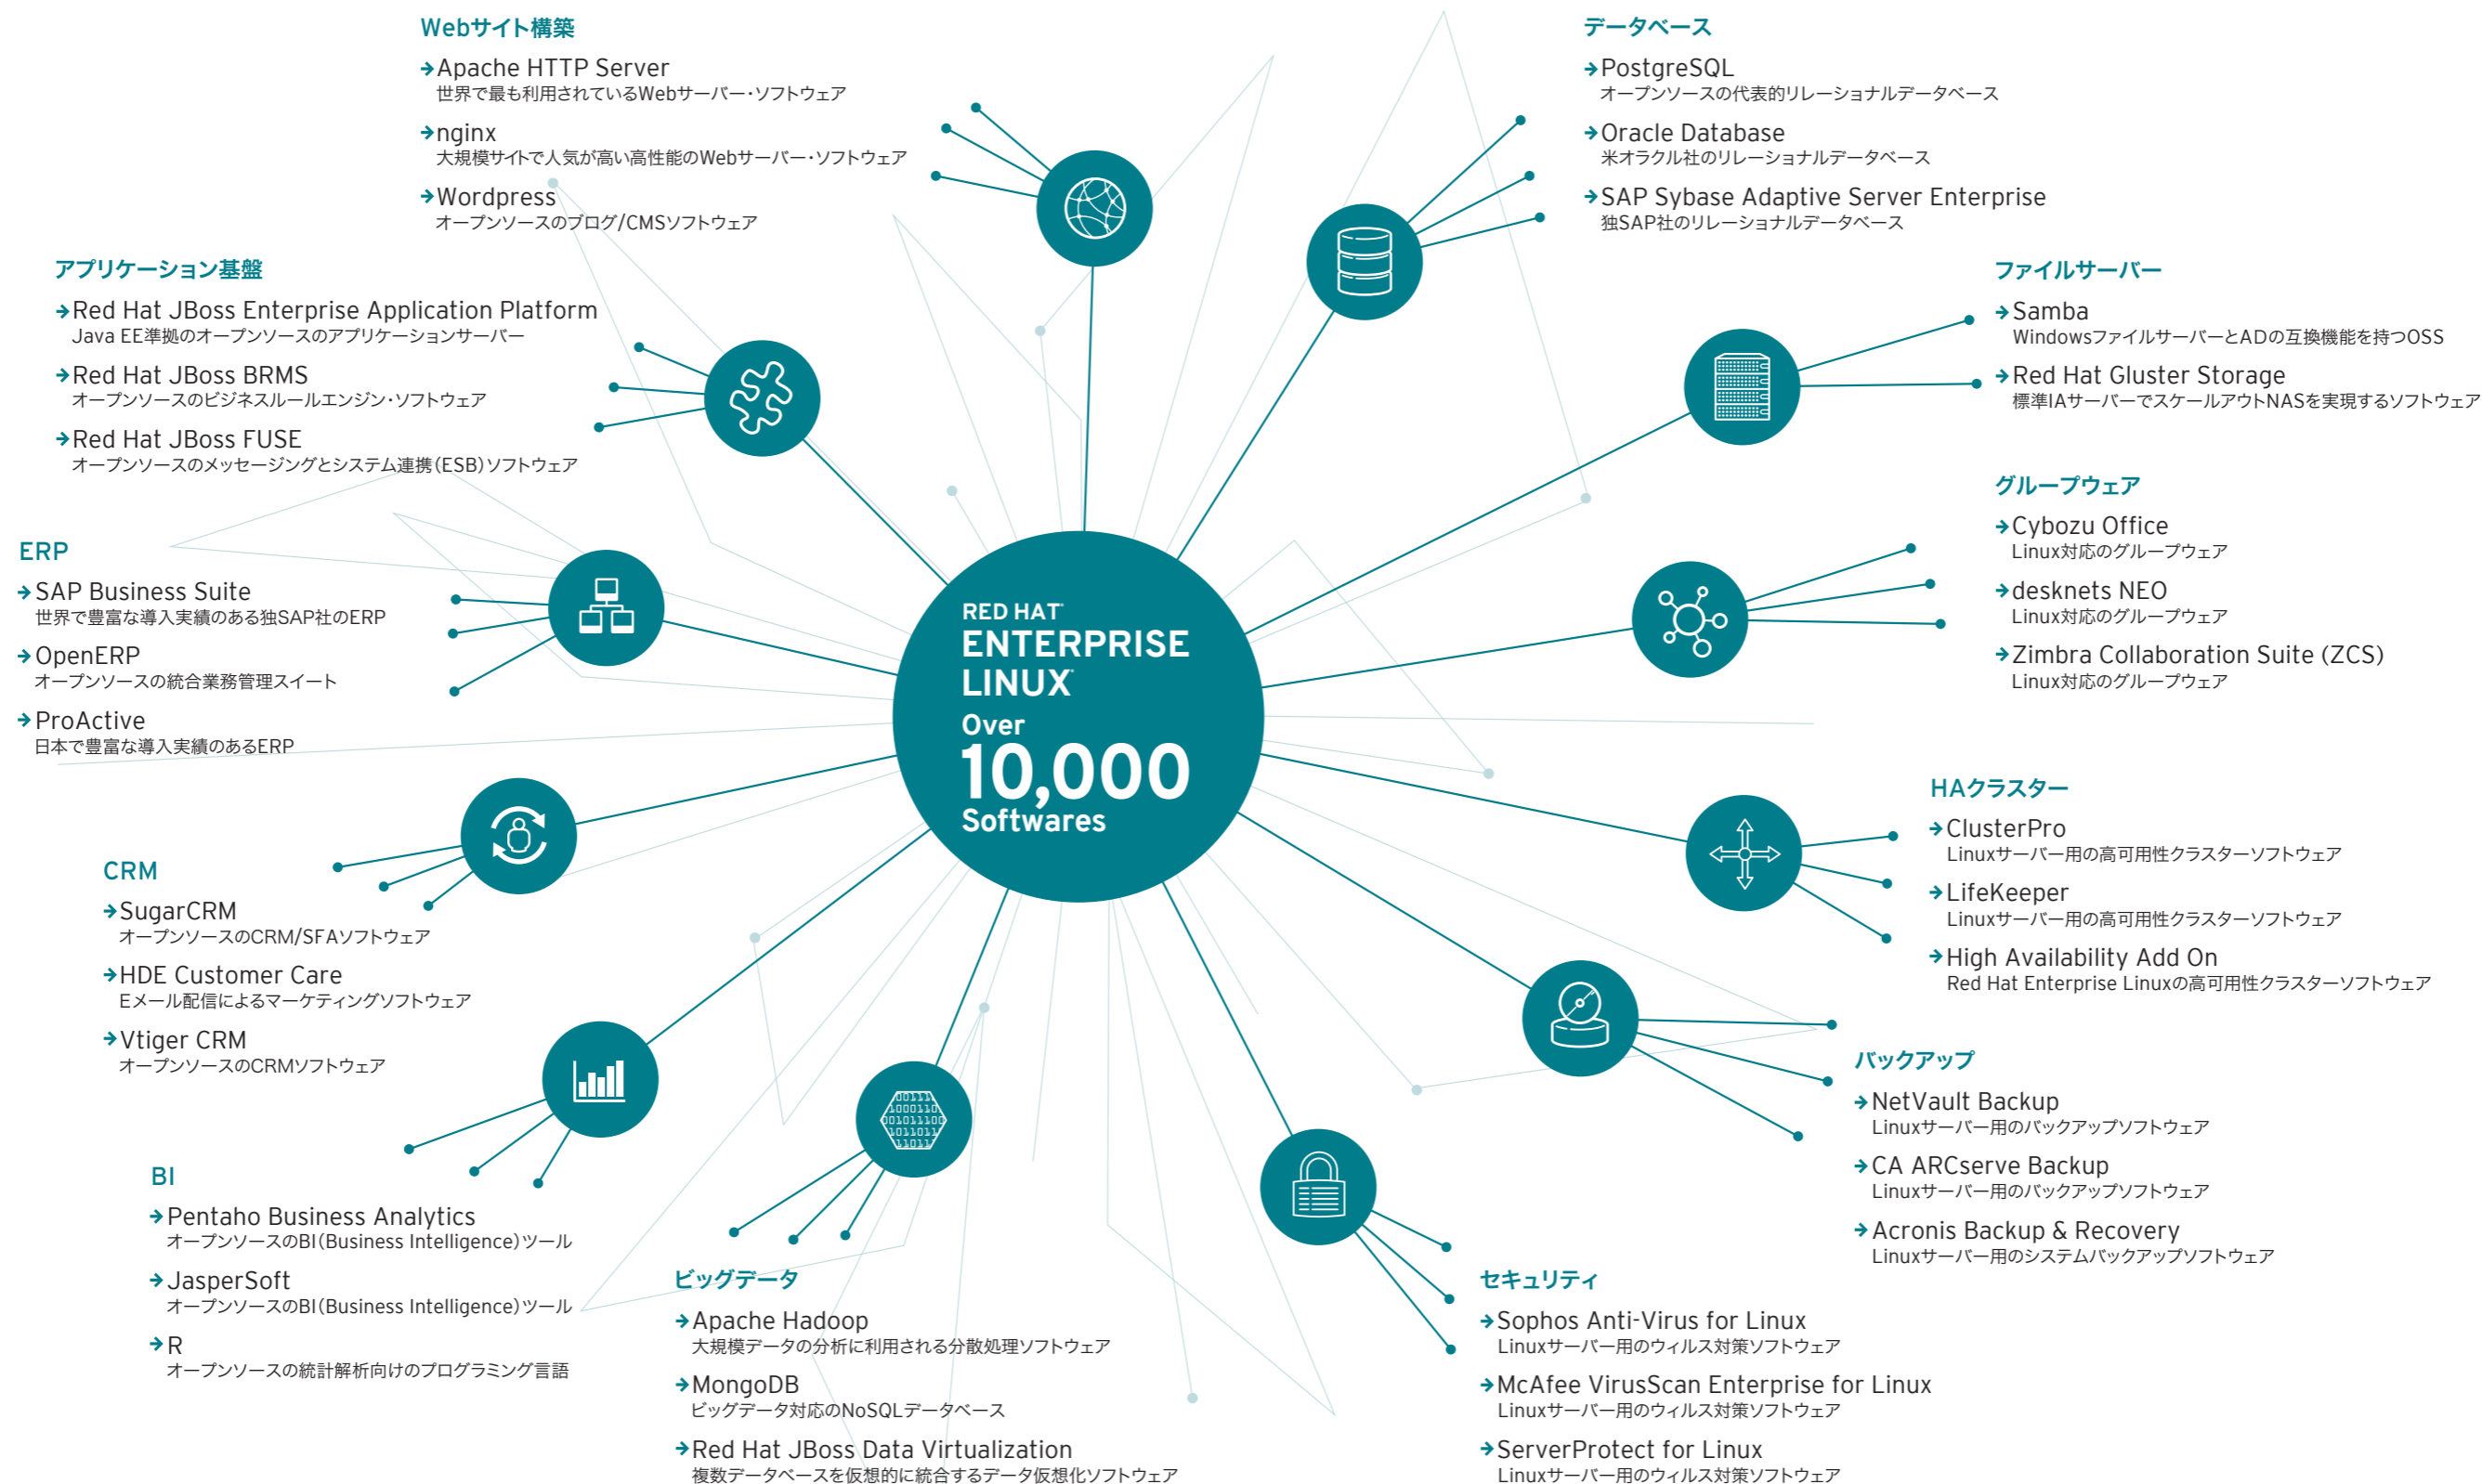 Webサイト構築
→Apache HTTP Server
世界で最も利用されているWebサーバー・ソフトウェア
→nginx
大規模サイトで人気が高い高性能のWebサーバー・ソフトウェア
→Wordpress
オープンソースのブログ/CMSソフトウェア
データベース
→PostgreSQL
オープンソースの代表的リレーショナルデータベース
→Oracle Database
米オラクル社のリレーショナルデータベース
→SAP Sybase Adaptive Server Enterprise
独SAP社のリレーショナルデータベース
アプリケーション基盤
→Red Hat JBoss Enterprise Application Platform
Java EE準拠のオープンソースのアプリケーションサーバー
→Red Hat JBoss BRMS
オープンソースのビジネスルールエンジン・ソフトウェア
→Red Hat JBoss FUSE
オープンソースのメッセージングとシステム連携(ESB)ソフトウェア
ファイルサーバー
→Samba
WindowsファイルサーバーとADの互換機能を持つOSS
→Red Hat Gluster Storage
標準IAサーバーでスケールアウトNASを実現するソフトウェア
グループウェア
→Cybozu Office
Linux対応のグループウェア
→desknets NEO
Linux対応のグループウェア
→Zimbra Collaboration Suite (ZCS)
Linux対応のグループウェア
ERP
→SAP Business Suite
世界で豊富な導入実績のある独SAP社のERP
→OpenERP
オープンソースの統合業務管理スイート
→ProActive
日本で豊富な導入実績のあるERP
RED HAT
ENTERPRISE
LINUX
Over
10,000
Softwares
HAクラスター
→ClusterPro
Linuxサーバー用の高可用性クラスターソフトウェア
→LifeKeeper
Linuxサーバー用の高可用性クラスターソフトウェア
→High Availability Add On
Red Hat Enterprise Linuxの高可用性クラスターソフトウェア
CRM
→SugarCRM
オープンソースのCRM/SFAソフトウェア
→HDE Customer Care
Eメール配信によるマーケティングソフトウェア
→Vtiger CRM
オープンソースのCRMソフトウェア
バックアップ
→NetVault Backup
Linuxサーバー用のバックアップソフトウェア
→CA ARCserve Backup
Linuxサーバー用のバックアップソフトウェア
→Acronis Backup & Recovery
Linuxサーバー用のシステムバックアップソフトウェア
BI
→Pentaho Business Analytics
オープンソースのBI(Business Intelligence)ツール
→JasperSoft
オープンソースのBI(Business Intelligence)ツール
→R
オープンソースの統計解析向けのプログラミング言語
ビッグデータ
→Apache Hadoop
大規模データの分析に利用される分散処理ソフトウェア
→MongoDB
ビッグデータ対応のNoSQLデータベース
→Red Hat JBoss Data Virtualization
複数データベースを仮想的に統合するデータ仮想化ソフトウェア
セキュリティ
→Sophos Anti-Virus for Linux
Linuxサーバー用のウィルス対策ソフトウェア
→McAfee VirusScan Enterprise for Linux
Linuxサーバー用のウィルス対策ソフトウェア
→ServerProtect for Linux
Linuxサーバー用のウィルス対策ソフトウェア